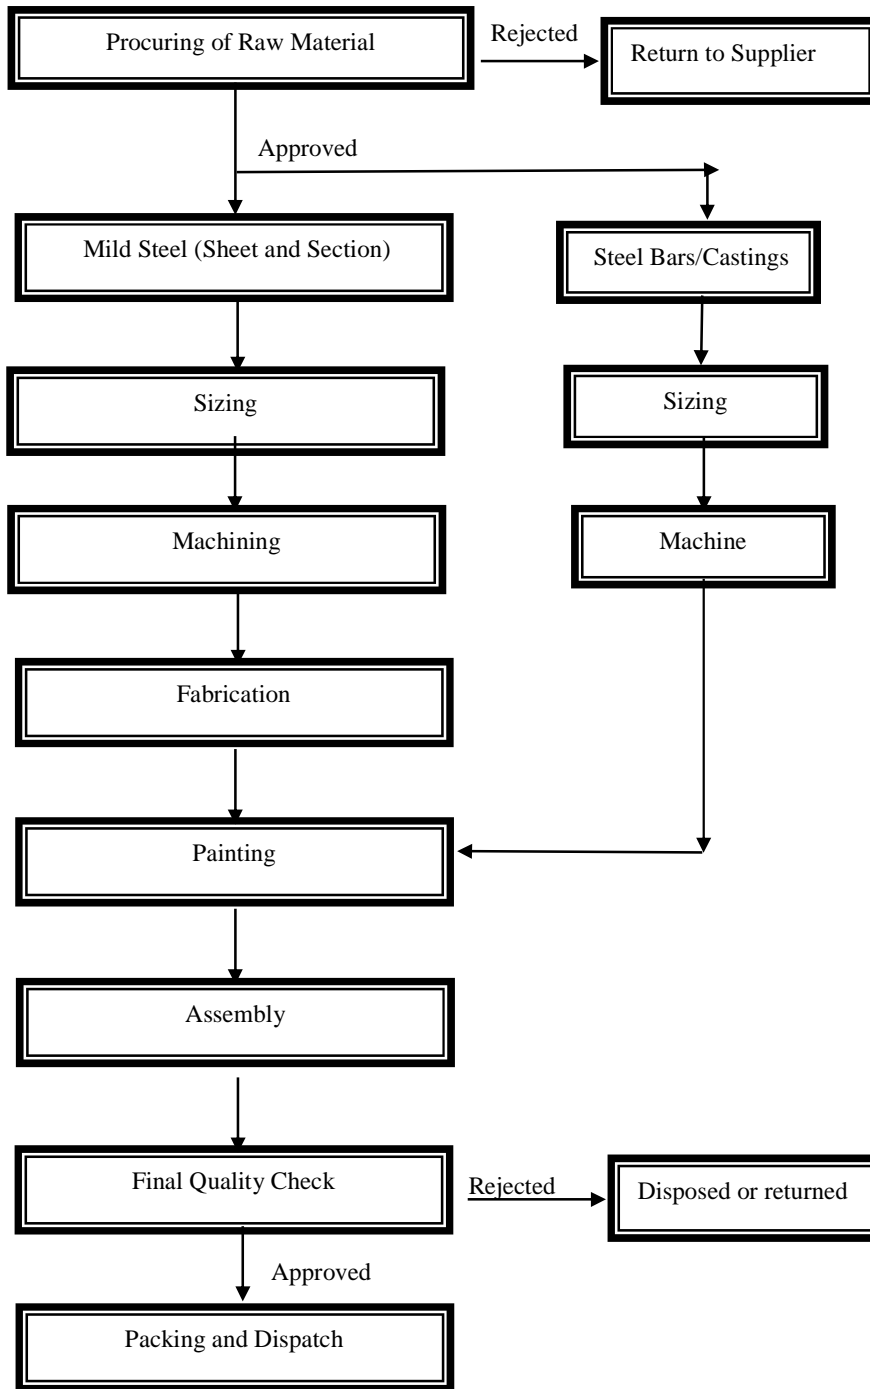 Procuring of Raw Material
Rejected
Return to Supplier
Approved
Mild Steel (Sheet and Section)
Steel Bars/Castings
Sizing
Sizing
Machining
Machine
Fabrication
Painting
Assembly
Final Quality Check
Rejected
Disposed or returned
Approved
Packing and Dispatch